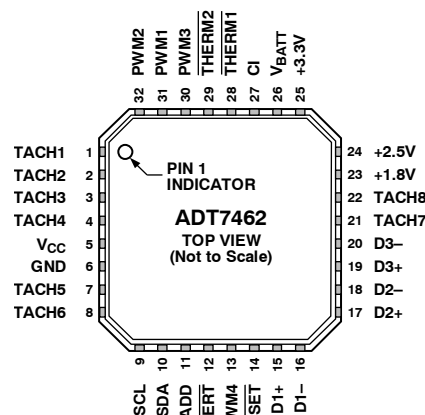 PWM2
PWM1
PWM3
THERM2
THERM1
CI
VBATT
+3.3V
32
31
30
29
28
27
26
25
TACH1 1
TACH2 2
TACH3 3
TACH4 4
VCC 5
GND 6
TACH5 7
TACH6 8
PIN 1
INDICATOR
ADT7462
TOP VIEW
(Not to Scale)
24 +2.5V
23 +1.8V
22 TACH8
21 TACH7
20 D3–
19 D3+
18 D2–
17 D2+
9
10
11
12
13
14
15
16
SCL
SDA
ADD
D1+
D1–